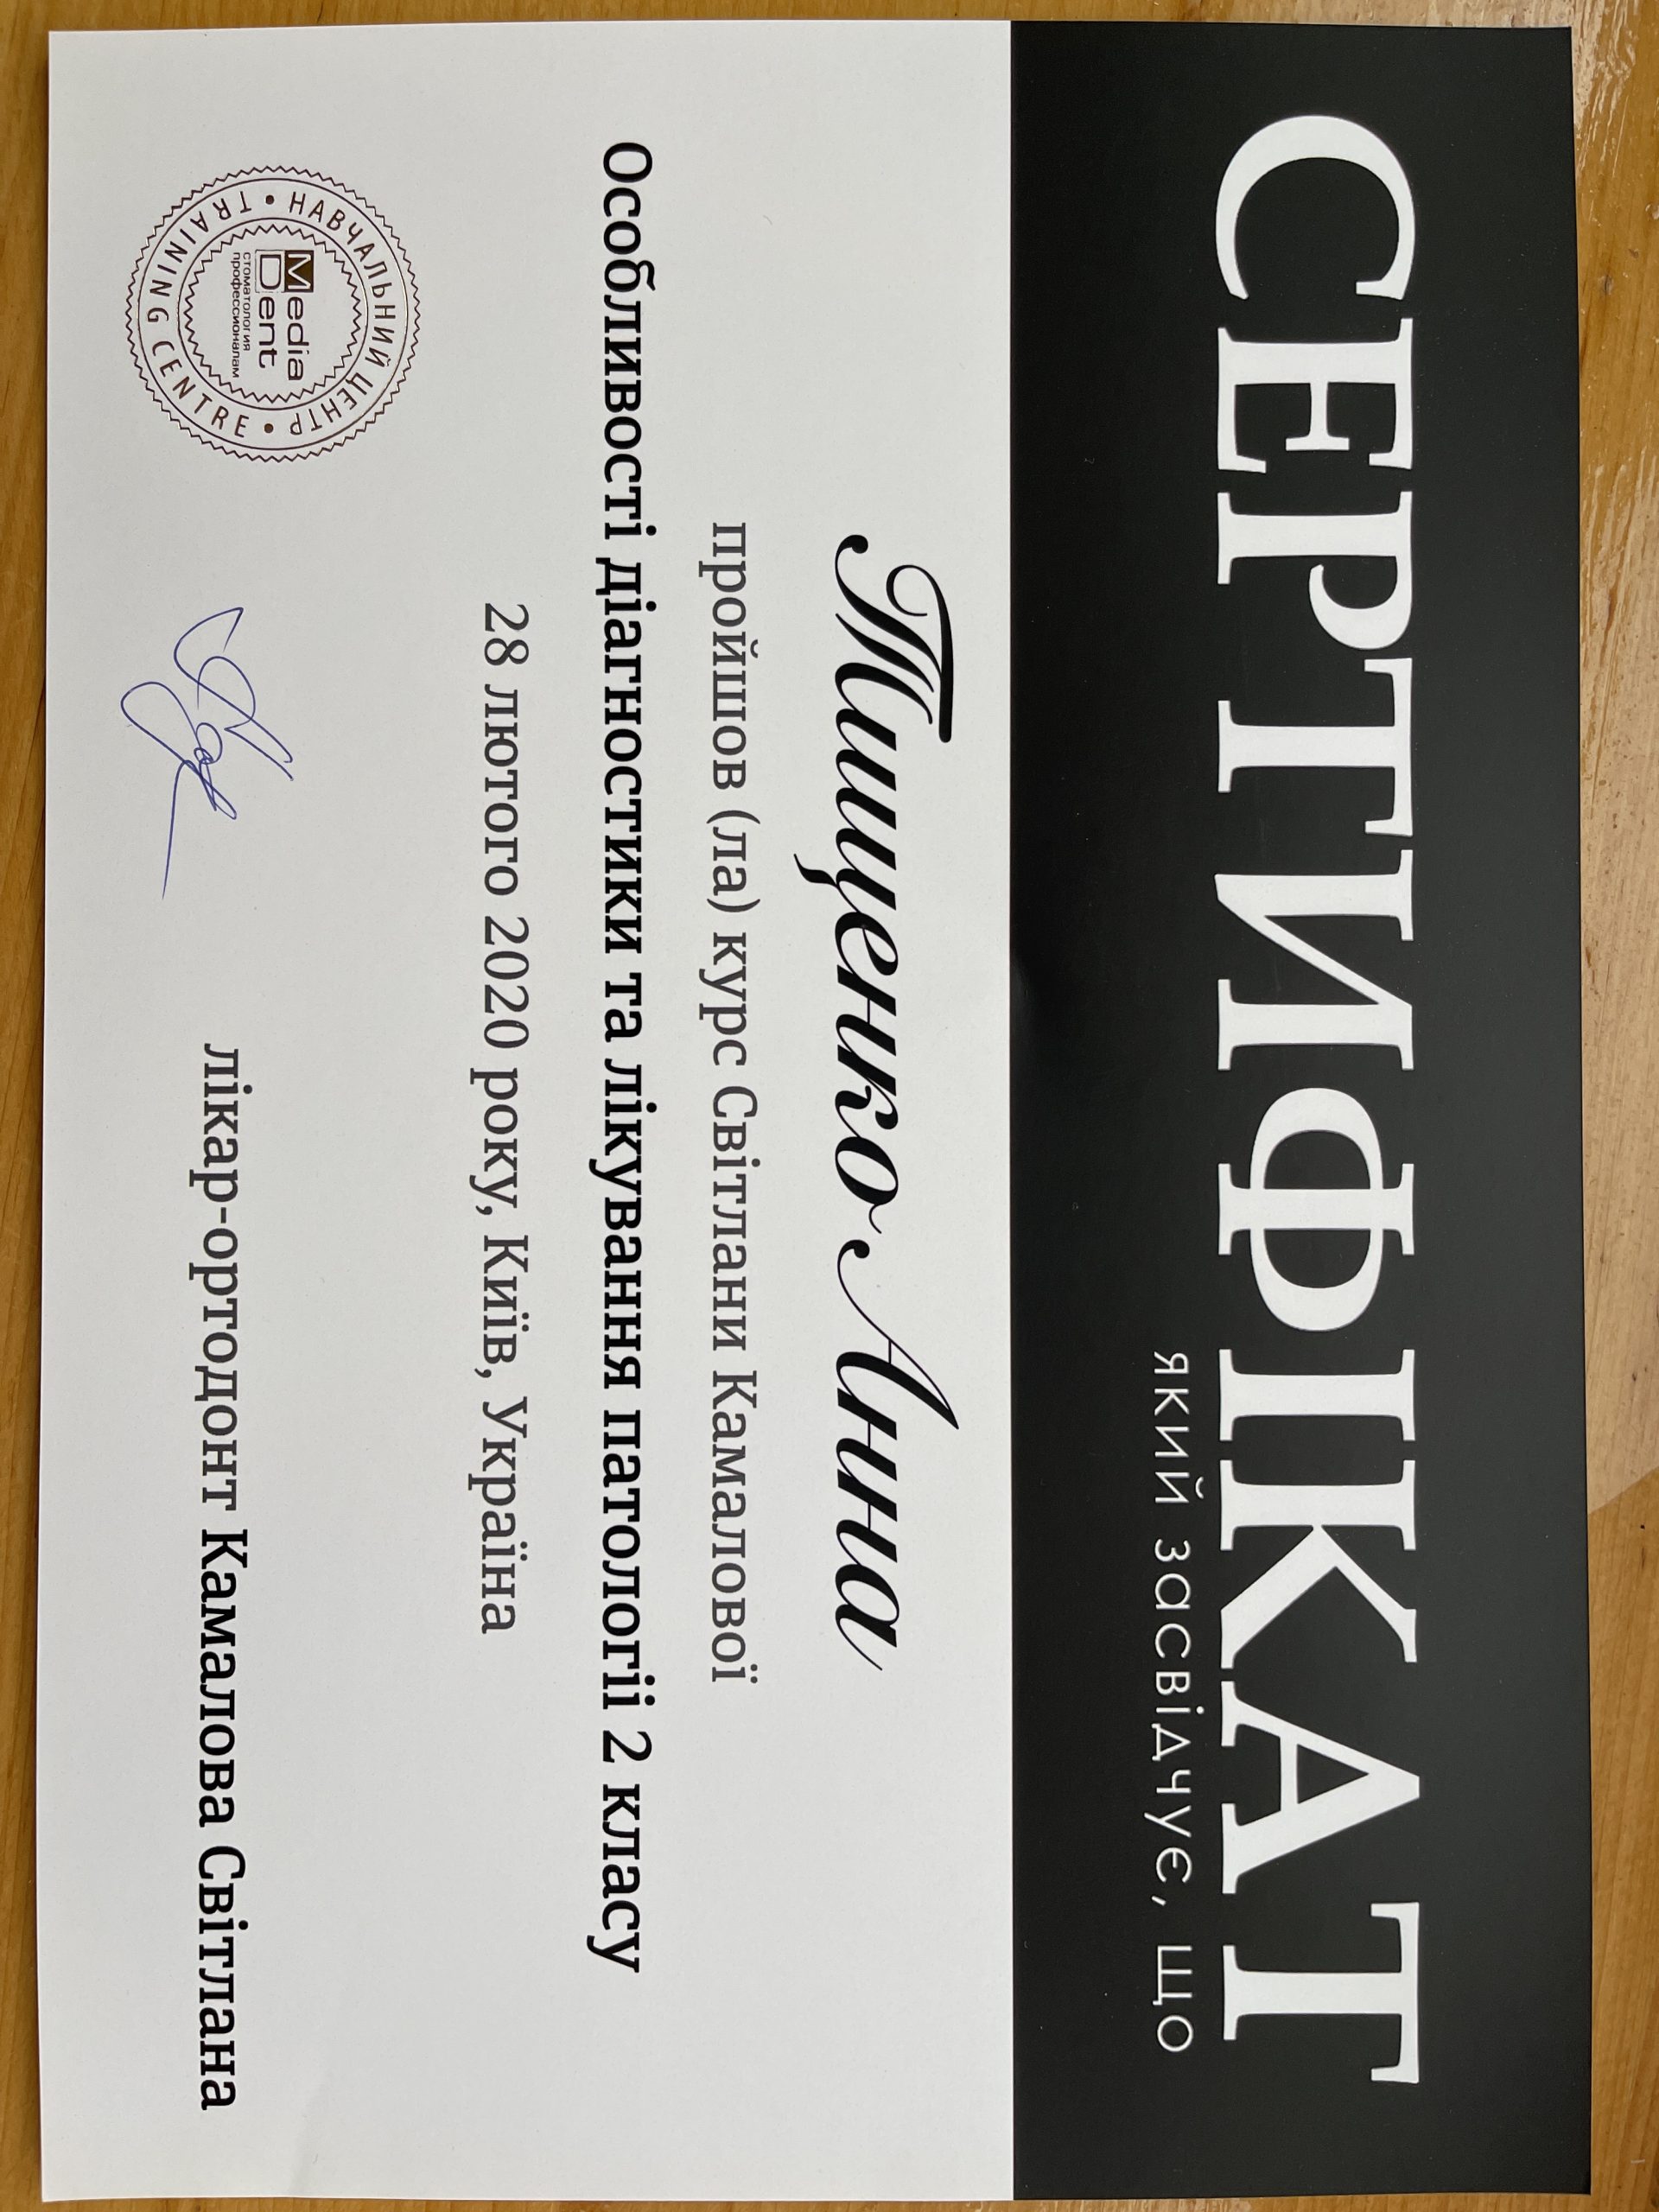 СЕРТИФІКАТ
який засвідчує, що
Тищенко Анна
пройшов (ла) курс Світлани Камалової
Особливості діагностики та лікування патологіі 2 класу
28 лютого 2020 року, Київ, Україна
НАВЧАЛЬНИЙ ЦЕНТР
Media
Dent
стоматология
профессионалам
TRAINING CENTRE
лікар-ортодонт Камалова Світлана